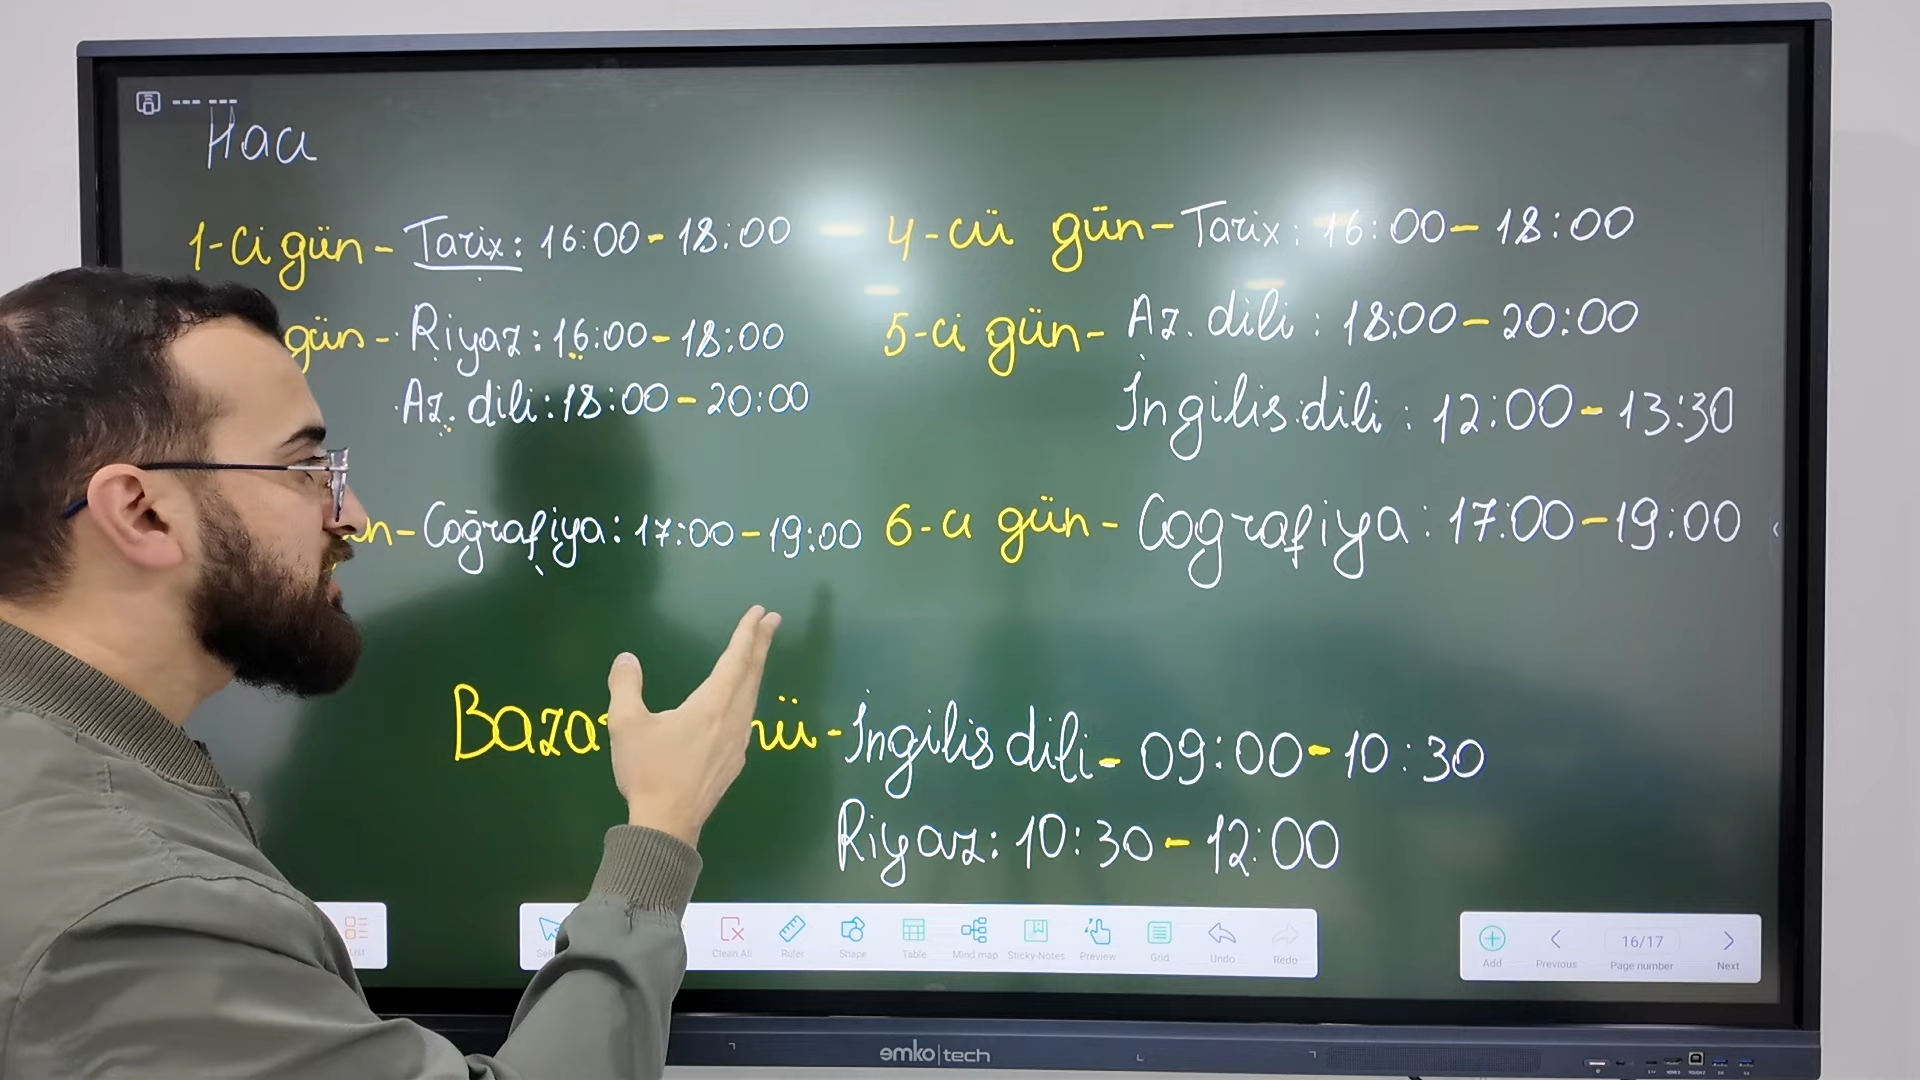 Hacı
1-ci gün - Tarix: 16:00 - 18:00
gün - Riyaz: 16:00 - 18:00
Az. dili: 18:00 - 20:00
Coğrafiya: 17:00 - 19:00
4-cü gün - Tarix: 16:00 - 18:00
5-ci gün - Az. dili: 18:00 - 20:00
İngilis dili: 12:00 - 13:30
6-cı gün - Coğrafiya: 17:00 - 19:00
İngilis dili - 09:00 - 10:30
Riyaz: 10:30 - 12:00
Clean All Ruler Shape Table Mind map Sticky-Notes Preview Grid Undo Redo
Add Previous 16/17 Page number Next
emko|tech